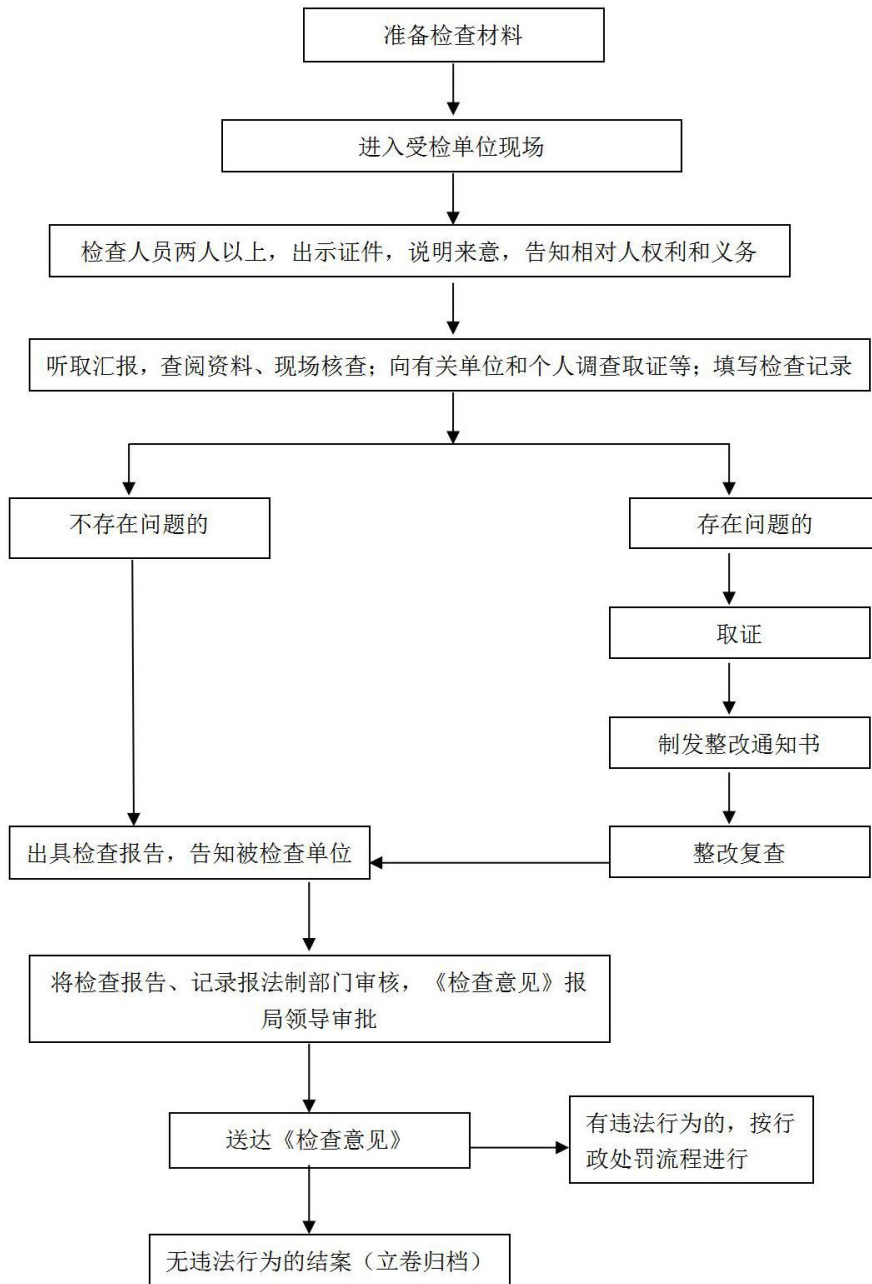 准备检查材料
进入受检单位现场
检查人员两人以上，出示证件，说明来意，告知相对人权利和义务
听取汇报，查阅资料、现场核查；向有关单位和个人调查取证等；填写检查记录
不存在问题的
存在问题的
取证
制发整改通知书
出具检查报告，告知被检查单位
整改复查
将检查报告、记录报法制部门审核，《检查意见》报
局领导审批
送达《检查意见》
有违法行为的，按行
政处罚流程进行
无违法行为的结案（立卷归档）